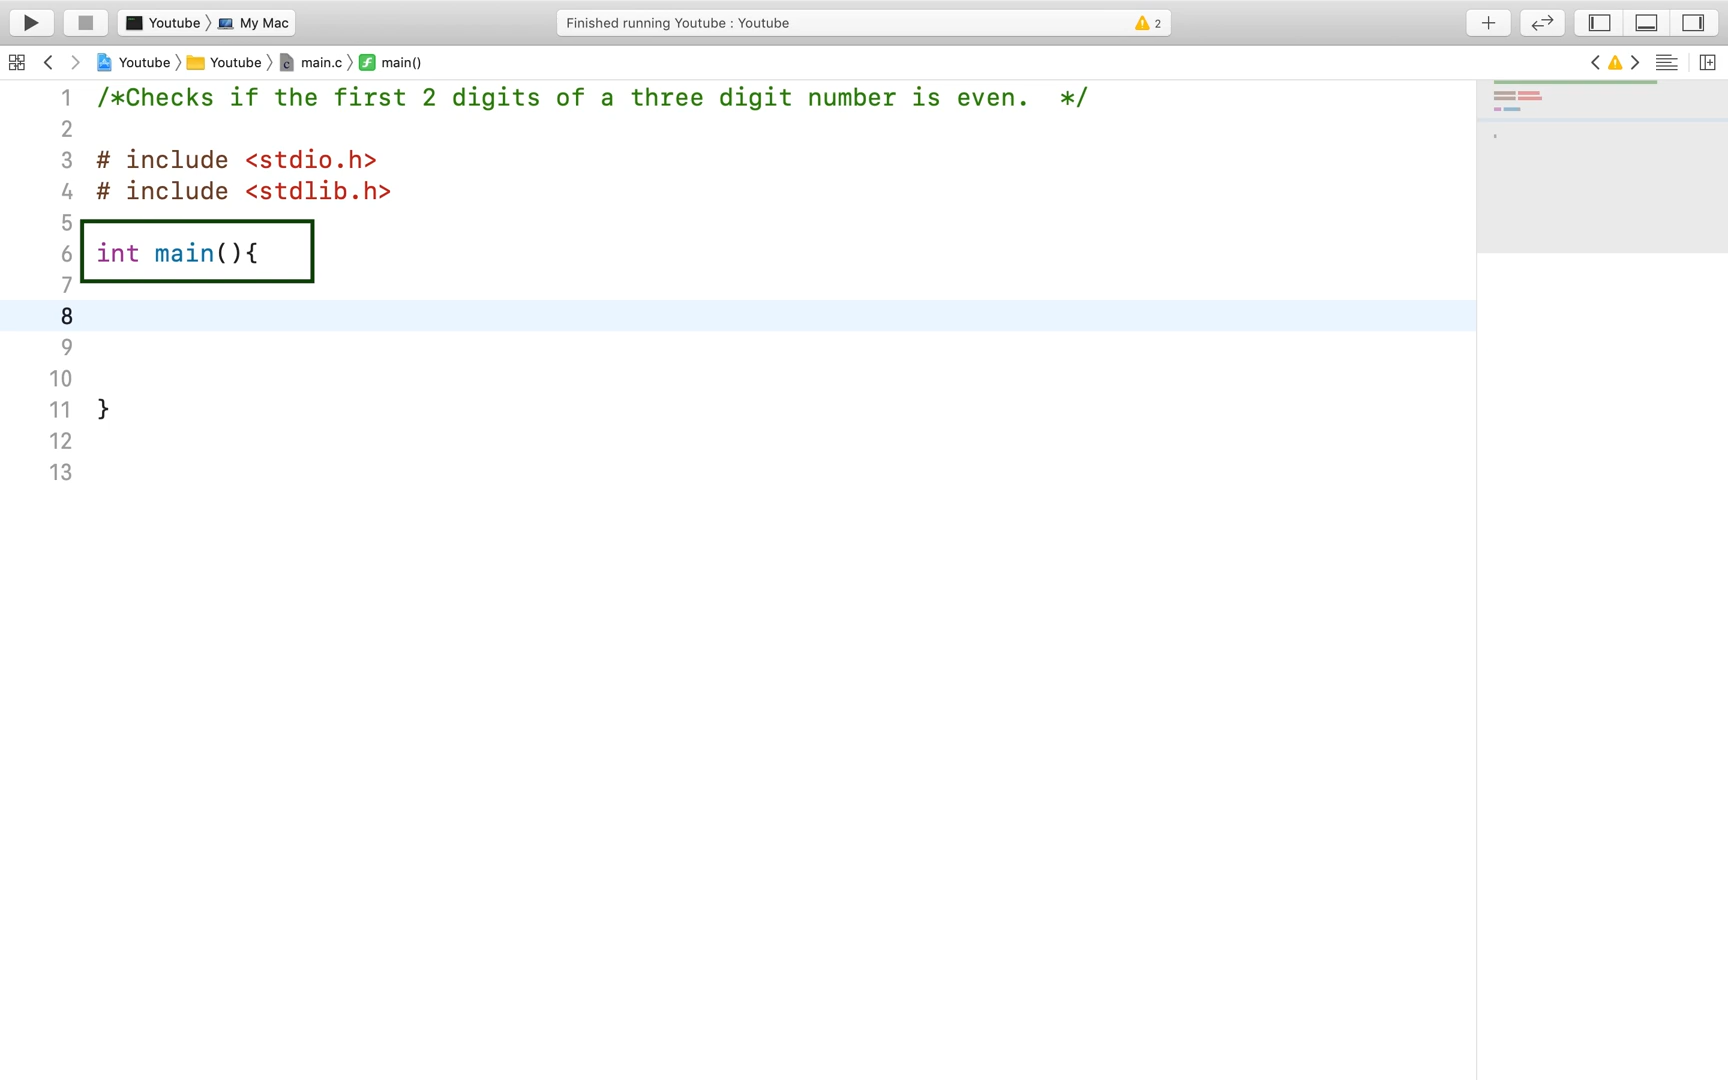 Youtube 〉 My Mac
Finished running Youtube : Youtube
2
Youtube 〉 Youtube 〉 main.c 〉 main()
1 /*Checks if the first 2 digits of a three digit number is even.  */
2
3 # include <stdio.h>
4 # include <stdlib.h>
5
6 int main(){
7
8
9
10
11 }
12
13